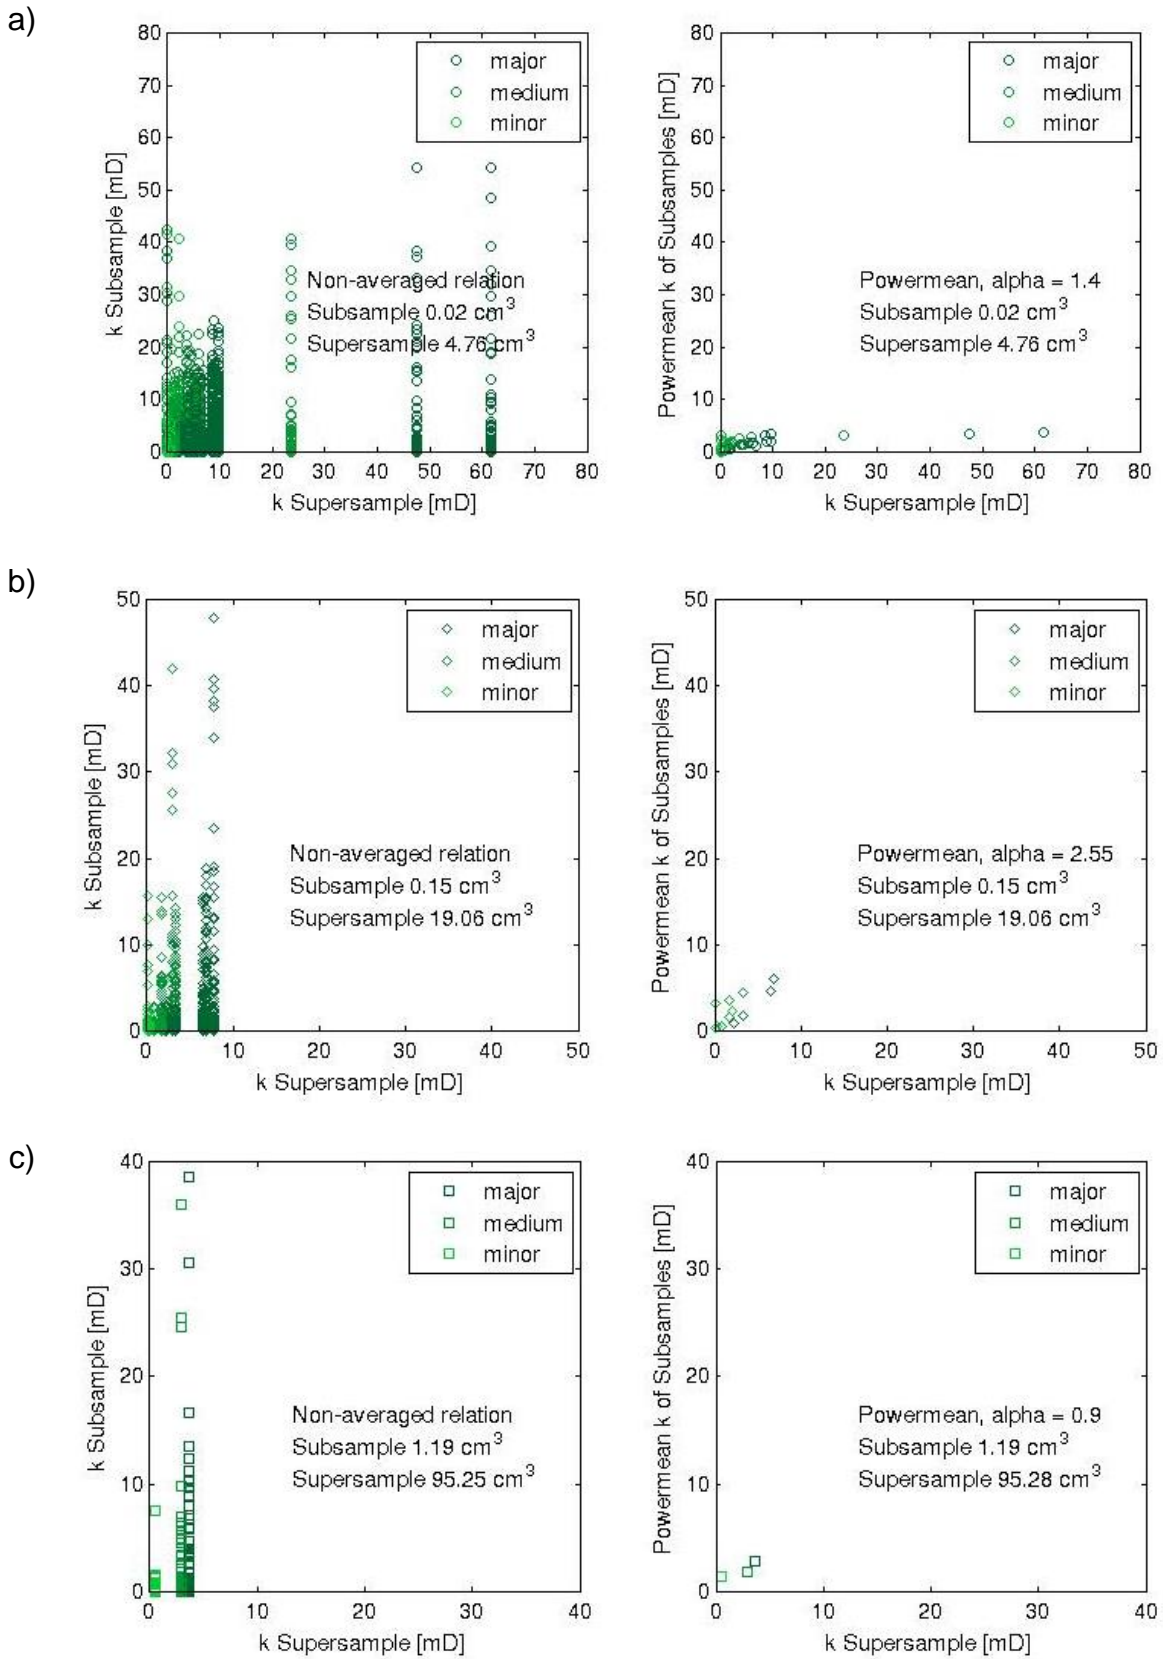 a)
80
70
60
50
40
30
20
10
0
k Subsample [mD]
major
medium
minor
Non-averaged relation
Subsample 0.02 cm³
Supersample 4.76 cm³
0 10 20 30 40 50 60 70 80
k Supersample [mD]
80
70
60
50
40
30
20
10
0
Powermean k of Subsamples [mD]
major
medium
minor
Powermean, alpha = 1.4
Subsample 0.02 cm³
Supersample 4.76 cm³
0 10 20 30 40 50 60 70 80
k Supersample [mD]
b)
50
40
30
20
10
0
k Subsample [mD]
major
medium
minor
Non-averaged relation
Subsample 0.15 cm³
Supersample 19.06 cm³
0 10 20 30 40 50
k Supersample [mD]
50
40
30
20
10
0
Powermean k of Subsamples [mD]
major
medium
minor
Powermean, alpha = 2.55
Subsample 0.15 cm³
Supersample 19.06 cm³
0 10 20 30 40 50
k Supersample [mD]
c)
40
30
20
10
0
k Subsample [mD]
major
medium
minor
Non-averaged relation
Subsample 1.19 cm³
Supersample 95.25 cm³
0 10 20 30 40
k Supersample [mD]
40
30
20
10
0
Powermean k of Subsamples [mD]
major
medium
minor
Powermean, alpha = 0.9
Subsample 1.19 cm³
Supersample 95.28 cm³
0 10 20 30 40
k Supersample [mD]